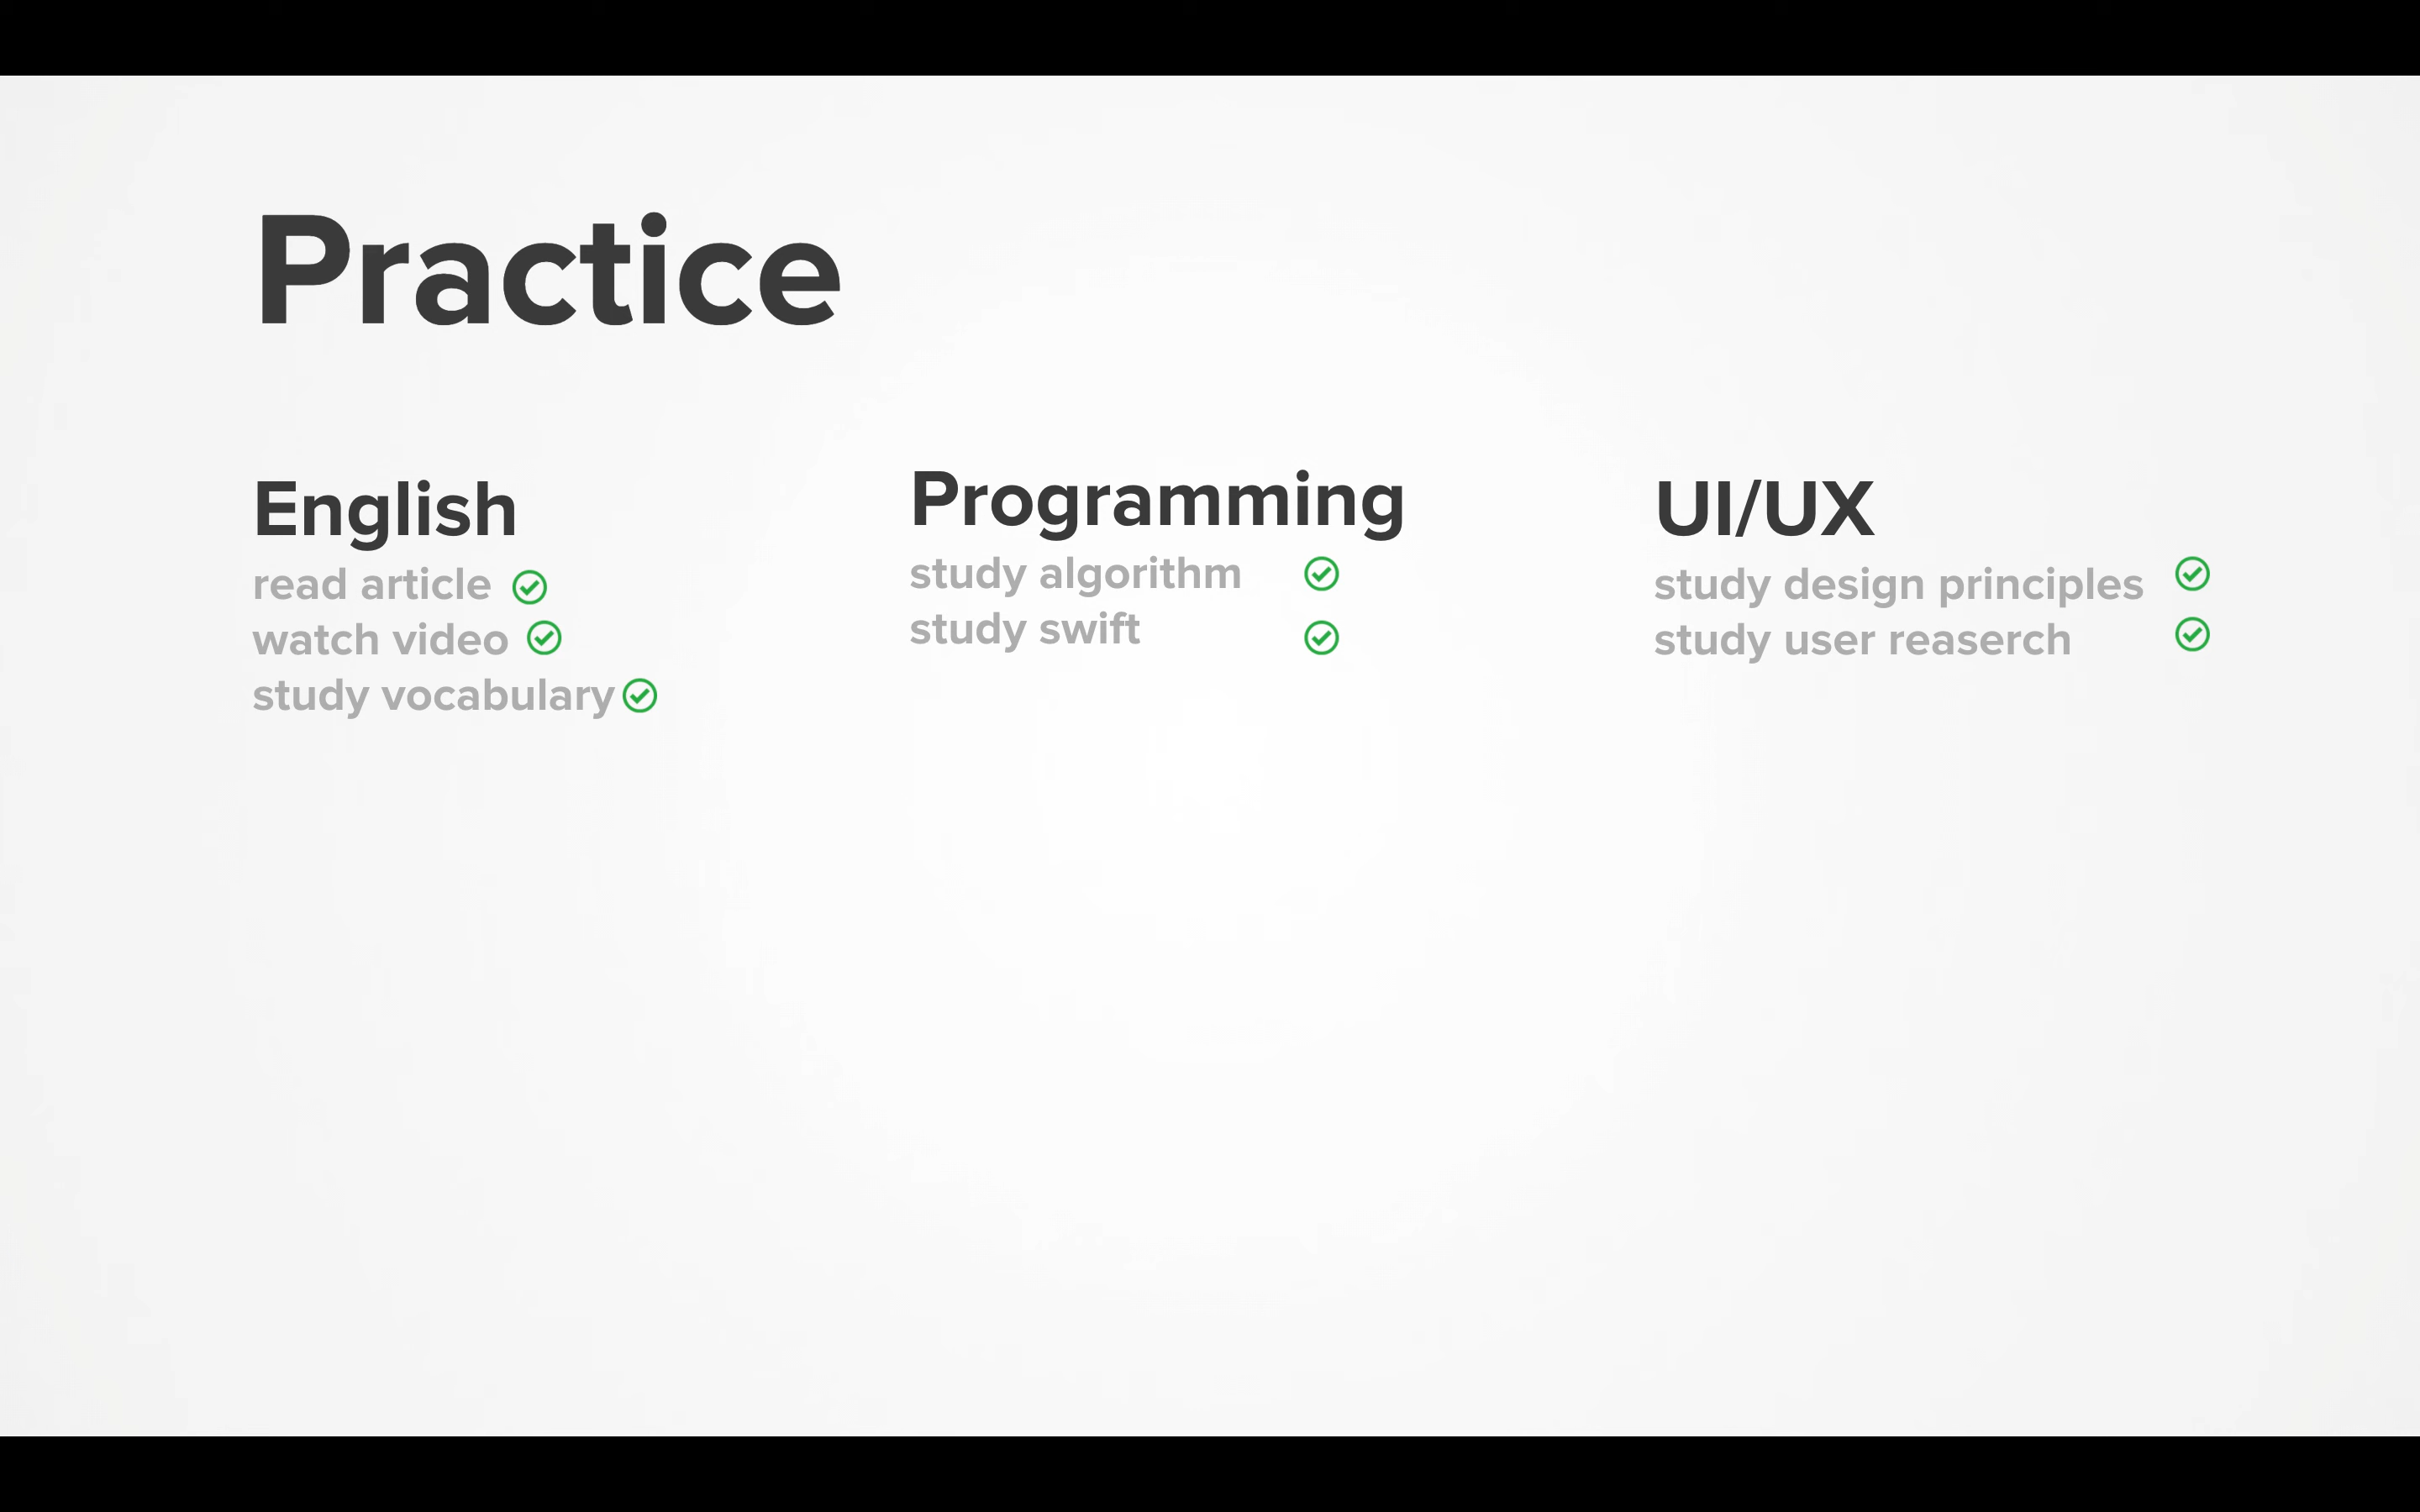 Practice
English
read article
watch video
study vocabulary
Programming
study algorithm
study swift
UI/UX
study design principles
study user reaserch